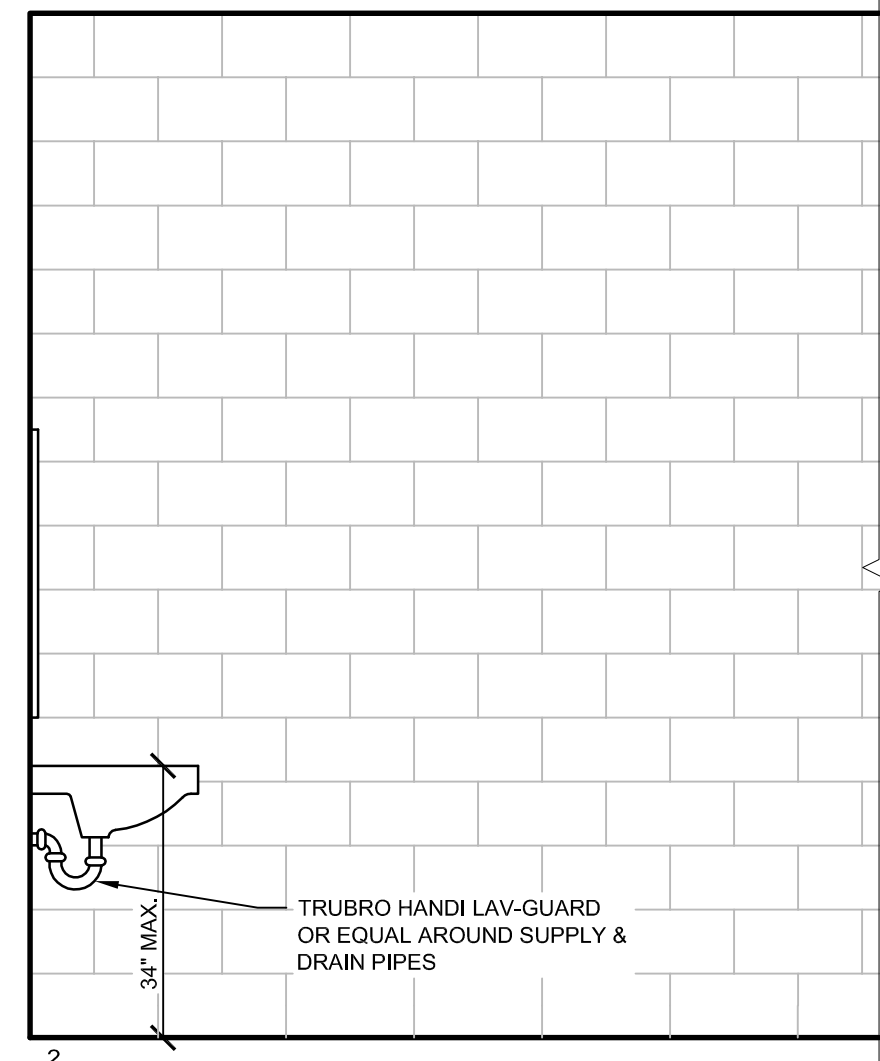 34" MAX.
TRUBRO HANDI LAV-GUARD
OR EQUAL AROUND SUPPLY &
DRAIN PIPES
2